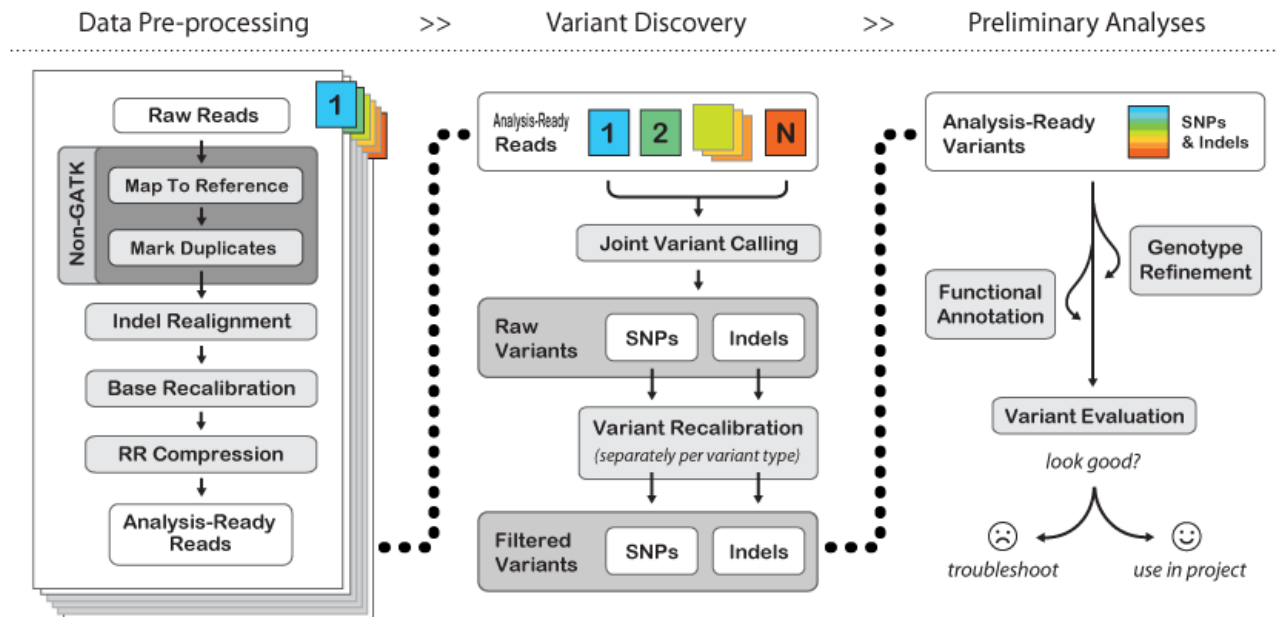 Data Pre-processing >> Variant Discovery >> Preliminary Analyses
1
Raw Reads
Non-GATK
Map To Reference
Mark Duplicates
Indel Realignment
Base Recalibration
RR Compression
Analysis-Ready
Reads
Analysis-Ready
Reads
1
2
N
Joint Variant Calling
Raw
Variants
SNPs
Indels
Variant Recalibration
(separately per variant type)
Filtered
Variants
SNPs
Indels
Analysis-Ready
Variants
SNPs
& Indels
Genotype
Refinement
Functional
Annotation
Variant Evaluation
look good?
troubleshoot
use in project